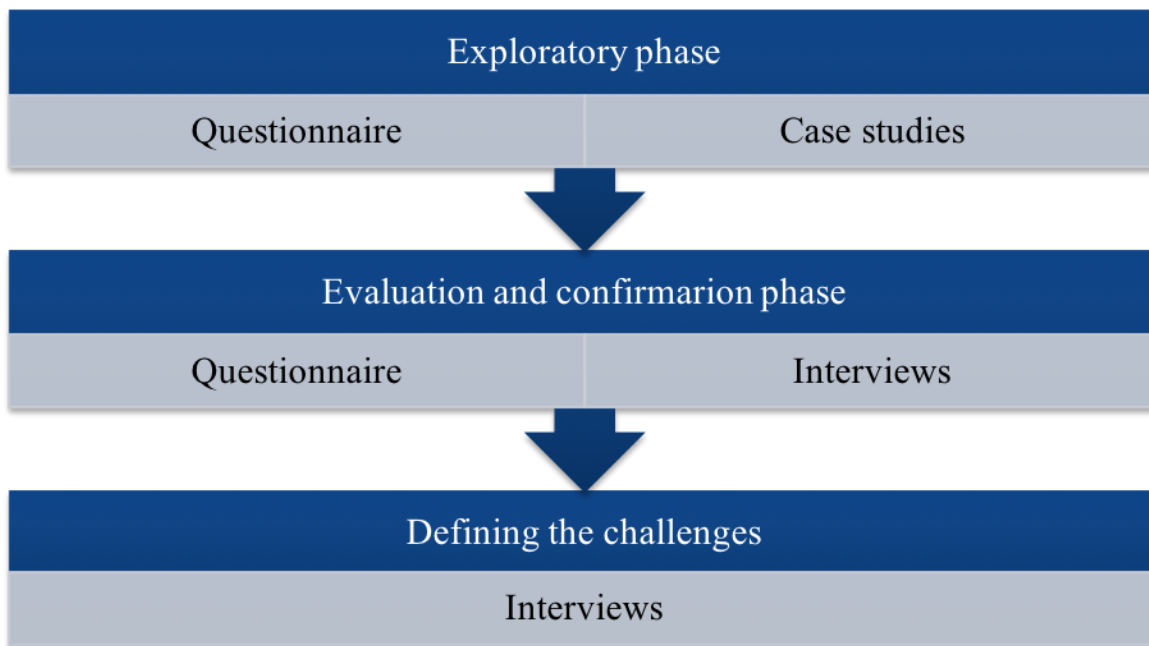 Exploratory phase
Questionnaire Case studies
Evaluation and confirmarion phase
Questionnaire Interviews
Defining the challenges
Interviews